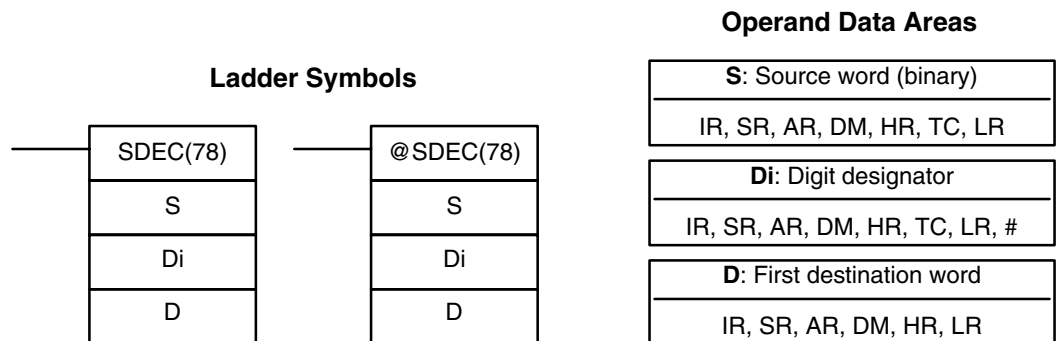 Ladder Symbols
SDEC(78)
S
Di
D
@SDEC(78)
S
Di
D
Operand Data Areas
S: Source word (binary)
IR, SR, AR, DM, HR, TC, LR
Di: Digit designator
IR, SR, AR, DM, HR, TC, LR, #
D: First destination word
IR, SR, AR, DM, HR, LR